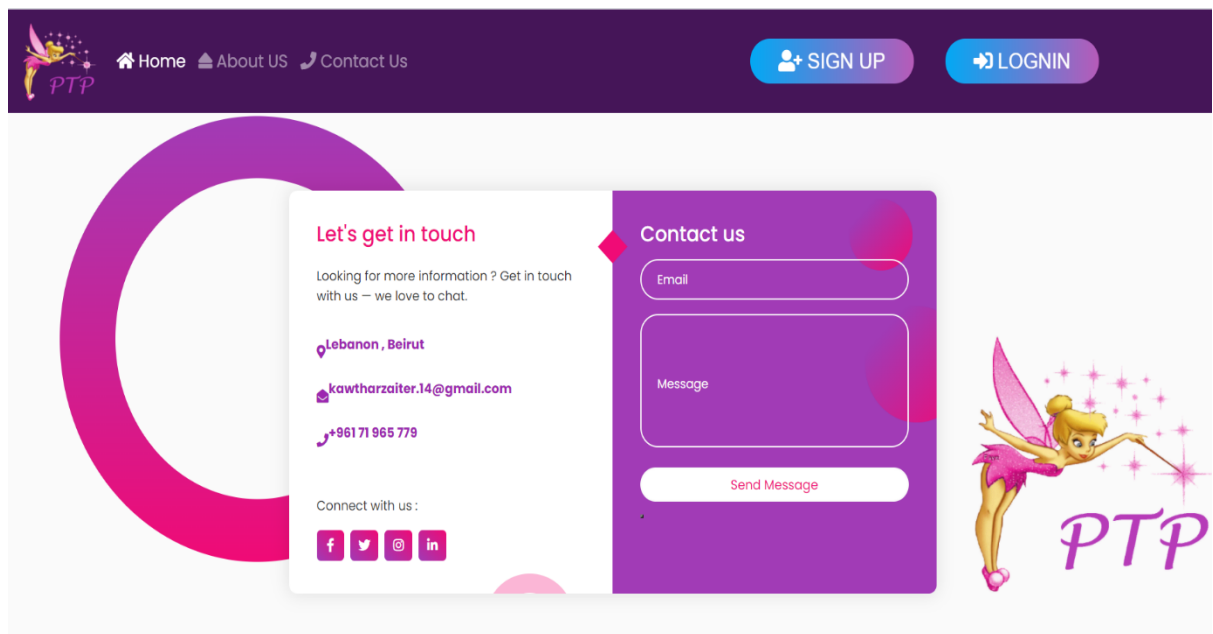 PTP
Home About US Contact Us
SIGN UP
LOGNIN
Let's get in touch
Looking for more information ? Get in touch
with us — we love to chat.
Lebanon , Beirut
kawtharzaiter.14@gmail.com
+961 71 965 779
Connect with us :
Contact us
Email
Message
Send Message
PTP